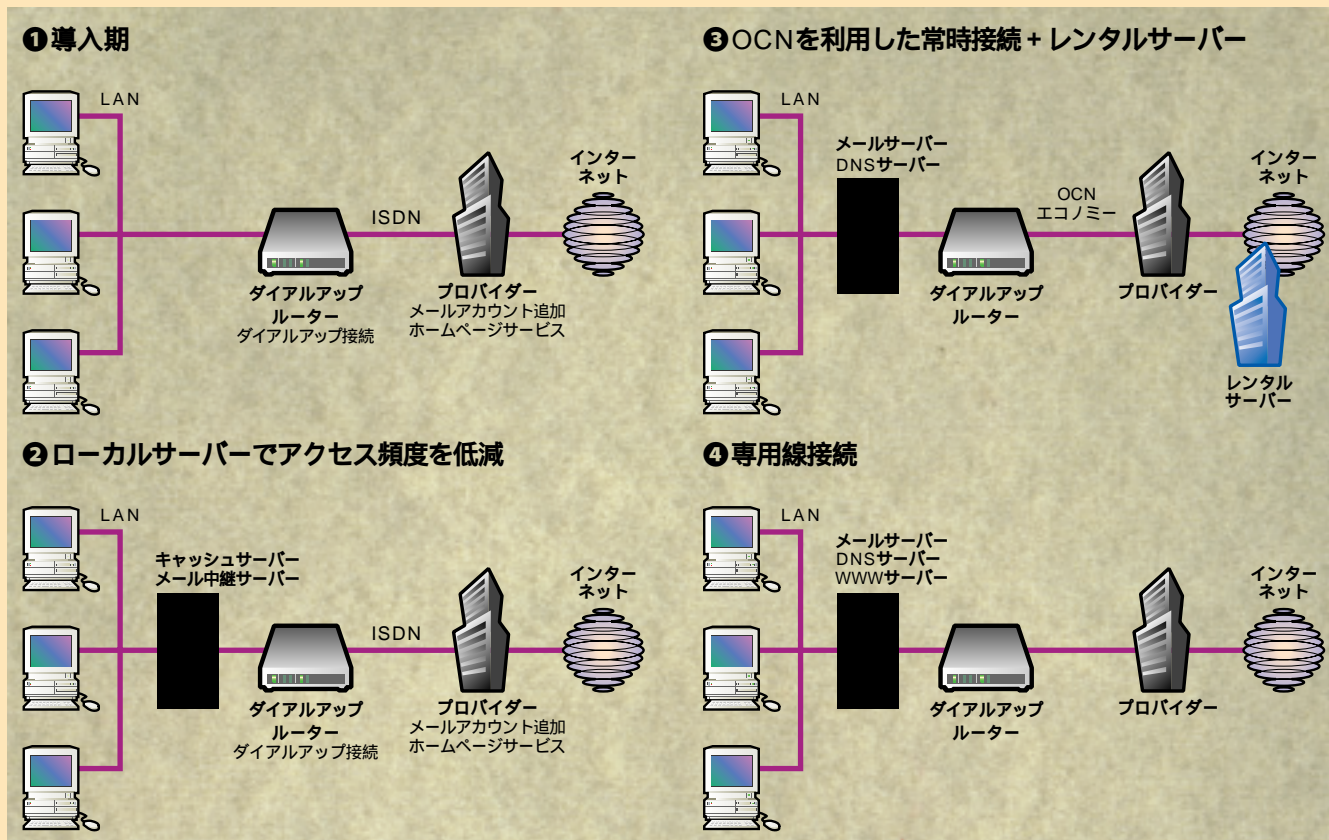 ❶導入期
LAN
ISDN
インター
ネット
ダイアルアップ
ルーター
ダイアルアップ接続
プロバイダー
メールアカウント追加
ホームページサービス
❷ローカルサーバーでアクセス頻度を低減
LAN
キャッシュサーバー
メール中継サーバー
ISDN
インター
ネット
ダイアルアップ
ルーター
ダイアルアップ接続
プロバイダー
メールアカウント追加
ホームページサービス
❸OCNを利用した常時接続+レンタルサーバー
LAN
メールサーバー
DNSサーバー
OCN
エコノミー
インター
ネット
ダイアルアップ
ルーター
プロバイダー
レンタル
サーバー
❹専用線接続
LAN
メールサーバー
DNSサーバー
WWWサーバー
インター
ネット
ダイアルアップ
ルーター
プロバイダー